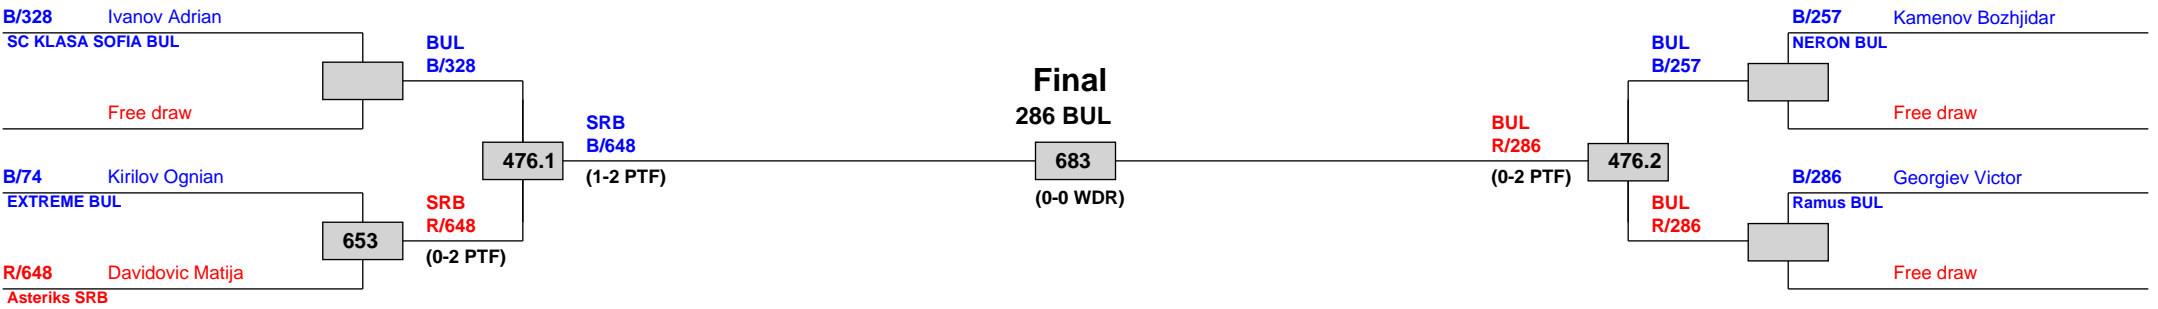 B/328 Ivanov Adrian
SC KLASA SOFIA BUL
Free draw
BUL
B/328
B/74 Kirilov Ognian
EXTREME BUL
653
R/648 Davidovic Matija
Asteriks SRB
SRB
R/648
(0-2 PTF)
476.1
SRB
B/648
(1-2 PTF)
Final
286 BUL
683
(0-0 WDR)
BUL
R/286
(0-2 PTF)
476.2
BUL
B/257
BUL
R/286
B/257 Kamenov Bozhjidar
NERON BUL
Free draw
B/286 Georgiev Victor
Ramus BUL
Free draw